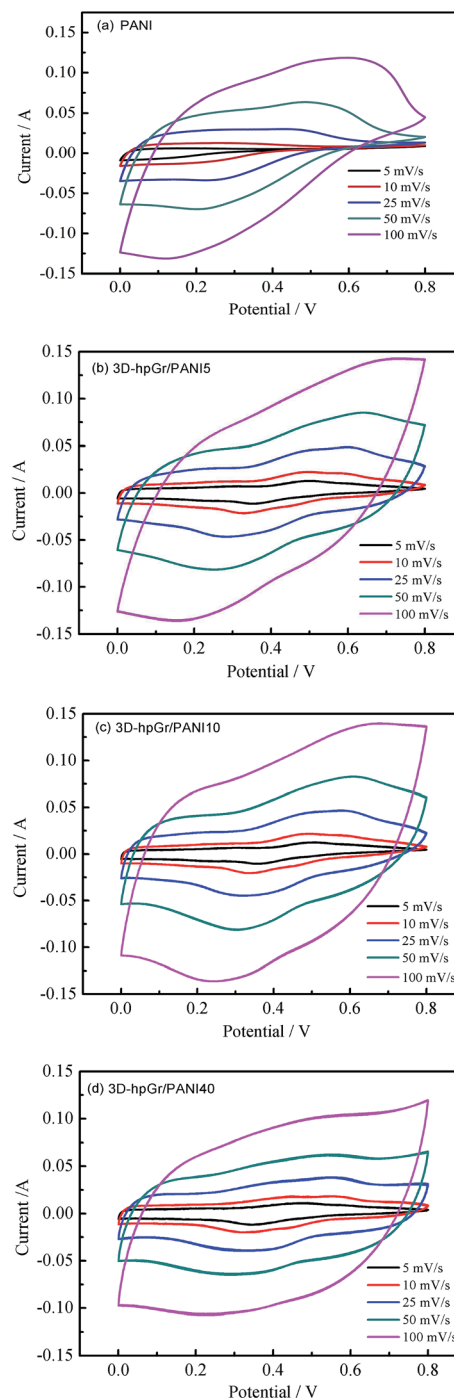 (a) PANI
0.15
0.10
0.05
0.00
-0.05
-0.10
-0.15
Current / A
5 mV/s
10 mV/s
25 mV/s
50 mV/s
100 mV/s
0.0 0.2 0.4 0.6 0.8
Potential / V
(b) 3D-hpGr/PANI5
0.15
0.10
0.05
0.00
-0.05
-0.10
-0.15
Current / A
5 mV/s
10 mV/s
25 mV/s
50 mV/s
100 mV/s
0.0 0.2 0.4 0.6 0.8
Potential / V
(c) 3D-hpGr/PANI10
0.15
0.10
0.05
0.00
-0.05
-0.10
-0.15
Current / A
5 mV/s
10 mV/s
25 mV/s
50 mV/s
100 mV/s
0.0 0.2 0.4 0.6 0.8
Potential / V
(d) 3D-hpGr/PANI40
0.15
0.10
0.05
0.00
-0.05
-0.10
-0.15
Current /A
5 mV/s
10 mV/s
25 mV/s
50 mV/s
100 mV/s
0.0 0.2 0.4 0.6 0.8
Potential / V